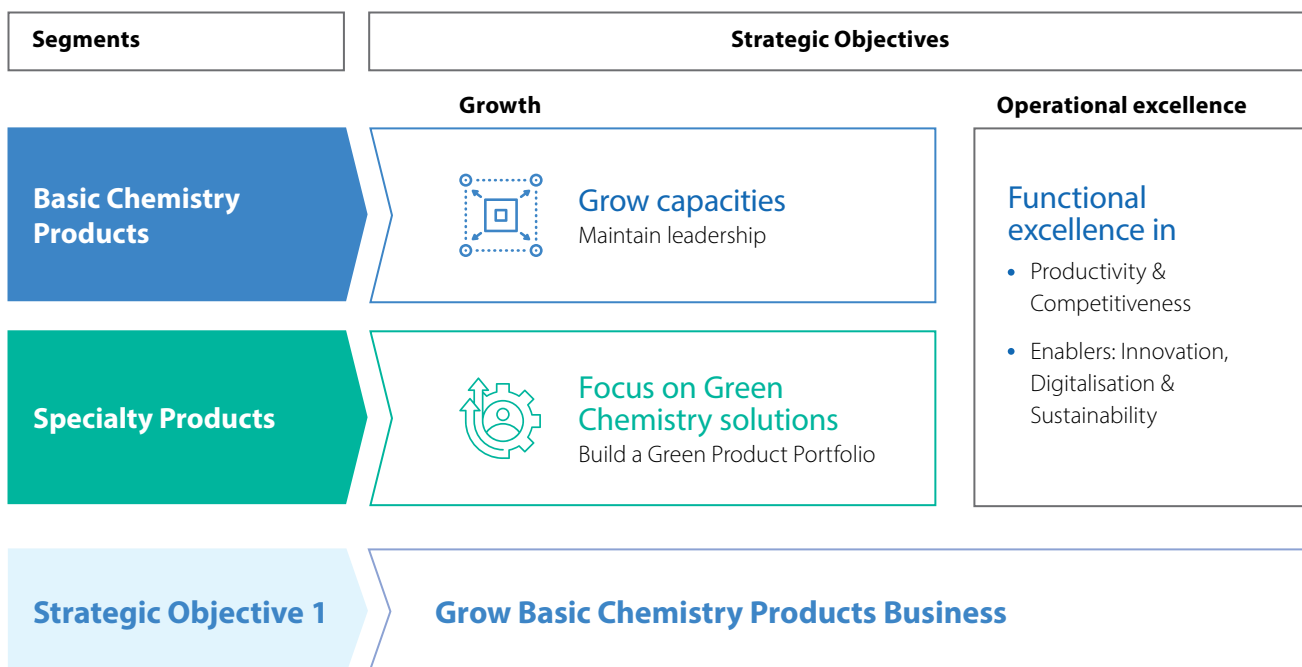 Segments
Strategic Objectives
Growth
Operational excellence
Basic Chemistry
Products
Grow capacities
Maintain leadership
Functional
excellence in
• Productivity &
Competitiveness
• Enablers: Innovation,
Digitalisation &
Sustainability
Specialty Products
Focus on Green
Chemistry solutions
Build a Green Product Portfolio
Strategic Objective 1
Grow Basic Chemistry Products Business